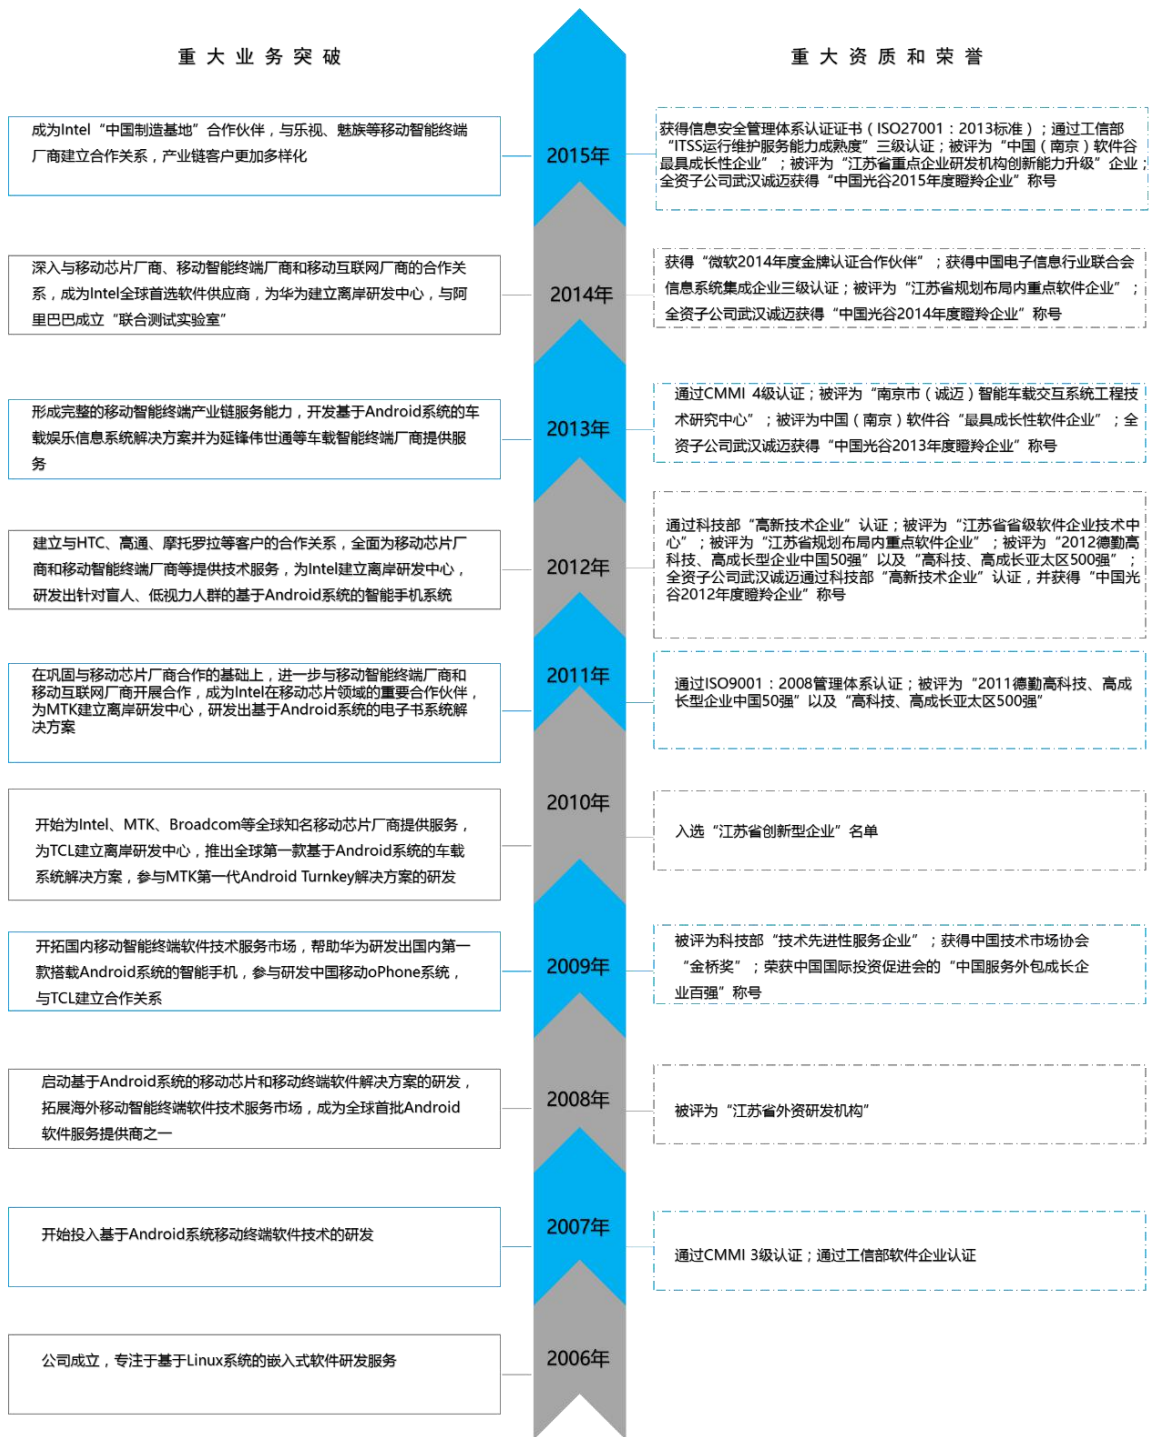 重大业务突破
重大资质和荣誉
成为Intel“中国制造基地”合作伙伴，与乐视、魅族等移动智能终端
厂商建立合作关系，产业链客户更加多样化
2015年
获得信息安全管理体系认证证书（ISO27001：2013标准）；通过工信部
“ITSS运行维护服务能力成熟度”三级认证；被评为“中国（南京）软件谷
最具成长性企业”；被评为“江苏省重点企业研发机构创新能力升级”企业；
全资子公司武汉诚迈获得“中国光谷2015年度瞪羚企业”称号
深入与移动芯片厂商、移动智能终端厂商和移动互联网厂商的合作关
系，成为Intel全球首选软件供应商，为华为建立离岸研发中心，与阿
里巴巴成立“联合测试实验室”
2014年
获得“微软2014年度金牌认证合作伙伴”；获得中国电子信息行业联合会
信息系统集成企业三级认证；被评为“江苏省规划布局内重点软件企业”；
全资子公司武汉诚迈获得“中国光谷2014年度瞪羚企业”称号
形成完整的移动智能终端产业链服务能力，开发基于Android系统的车
载娱乐信息系统解决方案并为延锋伟世通等车载智能终端厂商提供服
务
2013年
通过CMMI 4级认证；被评为“南京市（诚迈）智能车载交互系统工程技
术研究中心”；被评为中国（南京）软件谷“最具成长性软件企业”；全
资子公司武汉诚迈获得“中国光谷2013年度瞪羚企业”称号
建立与HTC、高通、摩托罗拉等客户的合作关系，全面为移动芯片厂
商和移动智能终端厂商等提供技术服务，为Intel建立离岸研发中心，
研发出针对盲人、低视力人群的基于Android系统的智能手机系统
2012年
通过科技部“高新技术企业”认证；被评为“江苏省省级软件企业技术中
心”；被评为“江苏省规划布局内重点软件企业”；被评为“2012德勤高
科技、高成长型企业中国50强”以及“高科技、高成长亚太区500强”；
全资子公司武汉诚迈通过科技部“高新技术企业”认证，并获得“中国光
谷2012年度瞪羚企业”称号
在巩固与移动芯片厂商合作的基础上，进一步与移动智能终端厂商和
移动互联网厂商开展合作，成为Intel在移动芯片领域的重要合作伙伴，
为MTK建立离岸研发中心，研发出基于Android系统的电子书系统解
决方案
2011年
通过ISO9001：2008管理体系认证；被评为“2011德勤高科技、高成
长型企业中国50强”以及“高科技、高成长亚太区500强”
开始为Intel、MTK、Broadcom等全球知名移动芯片厂商提供服务，
为TCL建立离岸研发中心，推出全球第一款基于Android系统的车载
系统解决方案，参与MTK第一代Android Turnkey解决方案的研发
2010年
入选“江苏省创新型企业”名单
开拓国内移动智能终端软件技术服务市场，帮助华为研发出国内第一
款搭载Android系统的智能手机，参与研发中国移动oPhone系统，
与TCL建立合作关系
2009年
被评为科技部“技术先进性服务企业”；获得中国技术市场协会
“金桥奖”；荣获中国国际投资促进会的“中国服务外包成长企
业百强”称号
启动基于Android系统的移动芯片和移动终端软件解决方案的研发，
拓展海外移动智能终端软件技术服务市场，成为全球首批Android
软件服务提供商之一
2008年
被评为“江苏省外资研发机构”
开始投入基于Android系统移动终端软件技术的研发
2007年
通过CMMI 3级认证；通过工信部软件企业认证
公司成立，专注于基于Linux系统的嵌入式软件研发服务
2006年